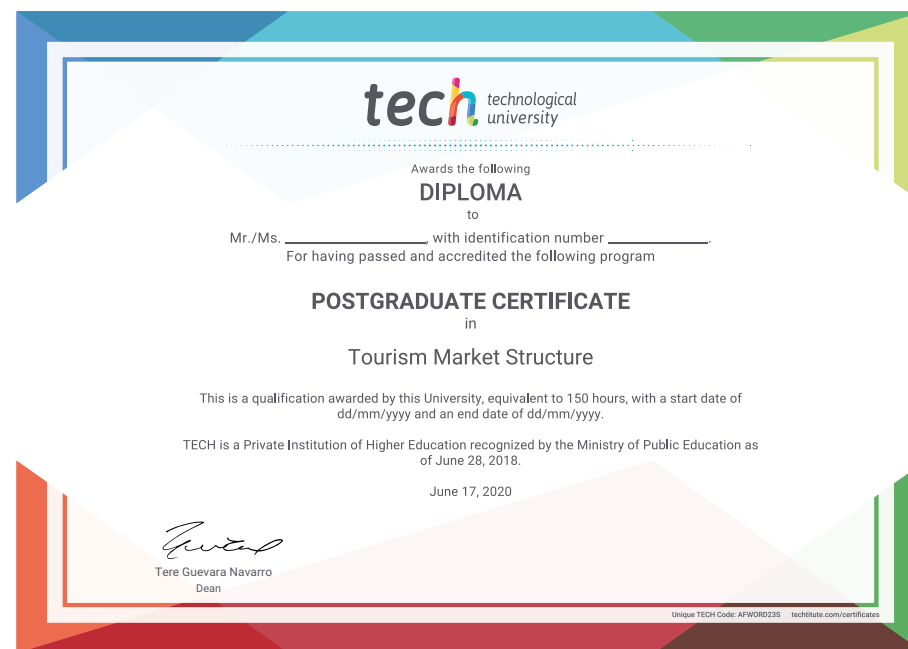 tech technological
university
Awards the following
DIPLOMA
to
Mr./Ms. ____________________, with identification number ______________.
For having passed and accredited the following program
POSTGRADUATE CERTIFICATE
in
Tourism Market Structure
This is a qualification awarded by this University, equivalent to 150 hours, with a start date of
dd/mm/yyyy and an end date of dd/mm/yyyy.
TECH is a Private Institution of Higher Education recognized by the Ministry of Public Education as
of June 28, 2018.
June 17, 2020
Tere Guevara Navarro
Dean
Unique TECH Code: AFWORD23S techtitute.com/certificates